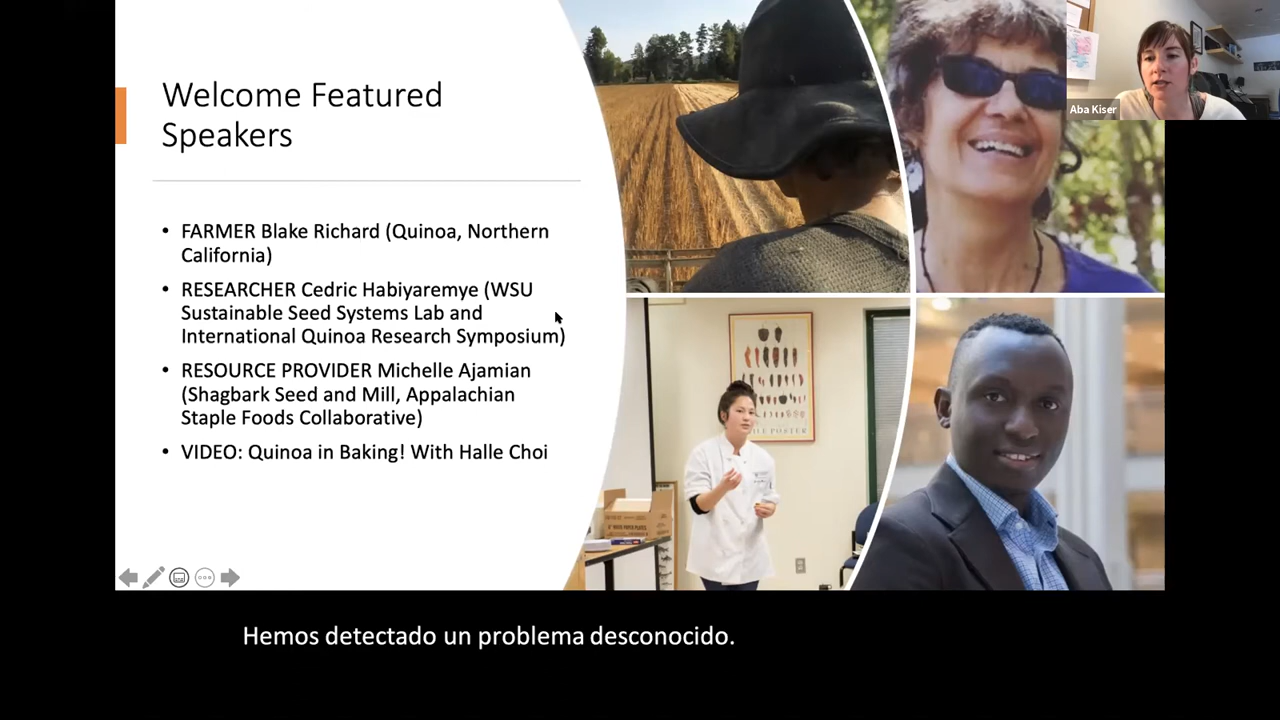 Welcome Featured
Speakers
• FARMER Blake Richard (Quinoa, Northern
California)
• RESEARCHER Cedric Habiyaremye (WSU
Sustainable Seed Systems Lab and
International Quinoa Research Symposium)
• RESOURCE PROVIDER Michelle Ajamian
(Shagbark Seed and Mill, Appalachian
Staple Foods Collaborative)
• VIDEO: Quinoa in Baking! With Halle Choi
Aba Kiser
Hemos detectado un problema desconocido.